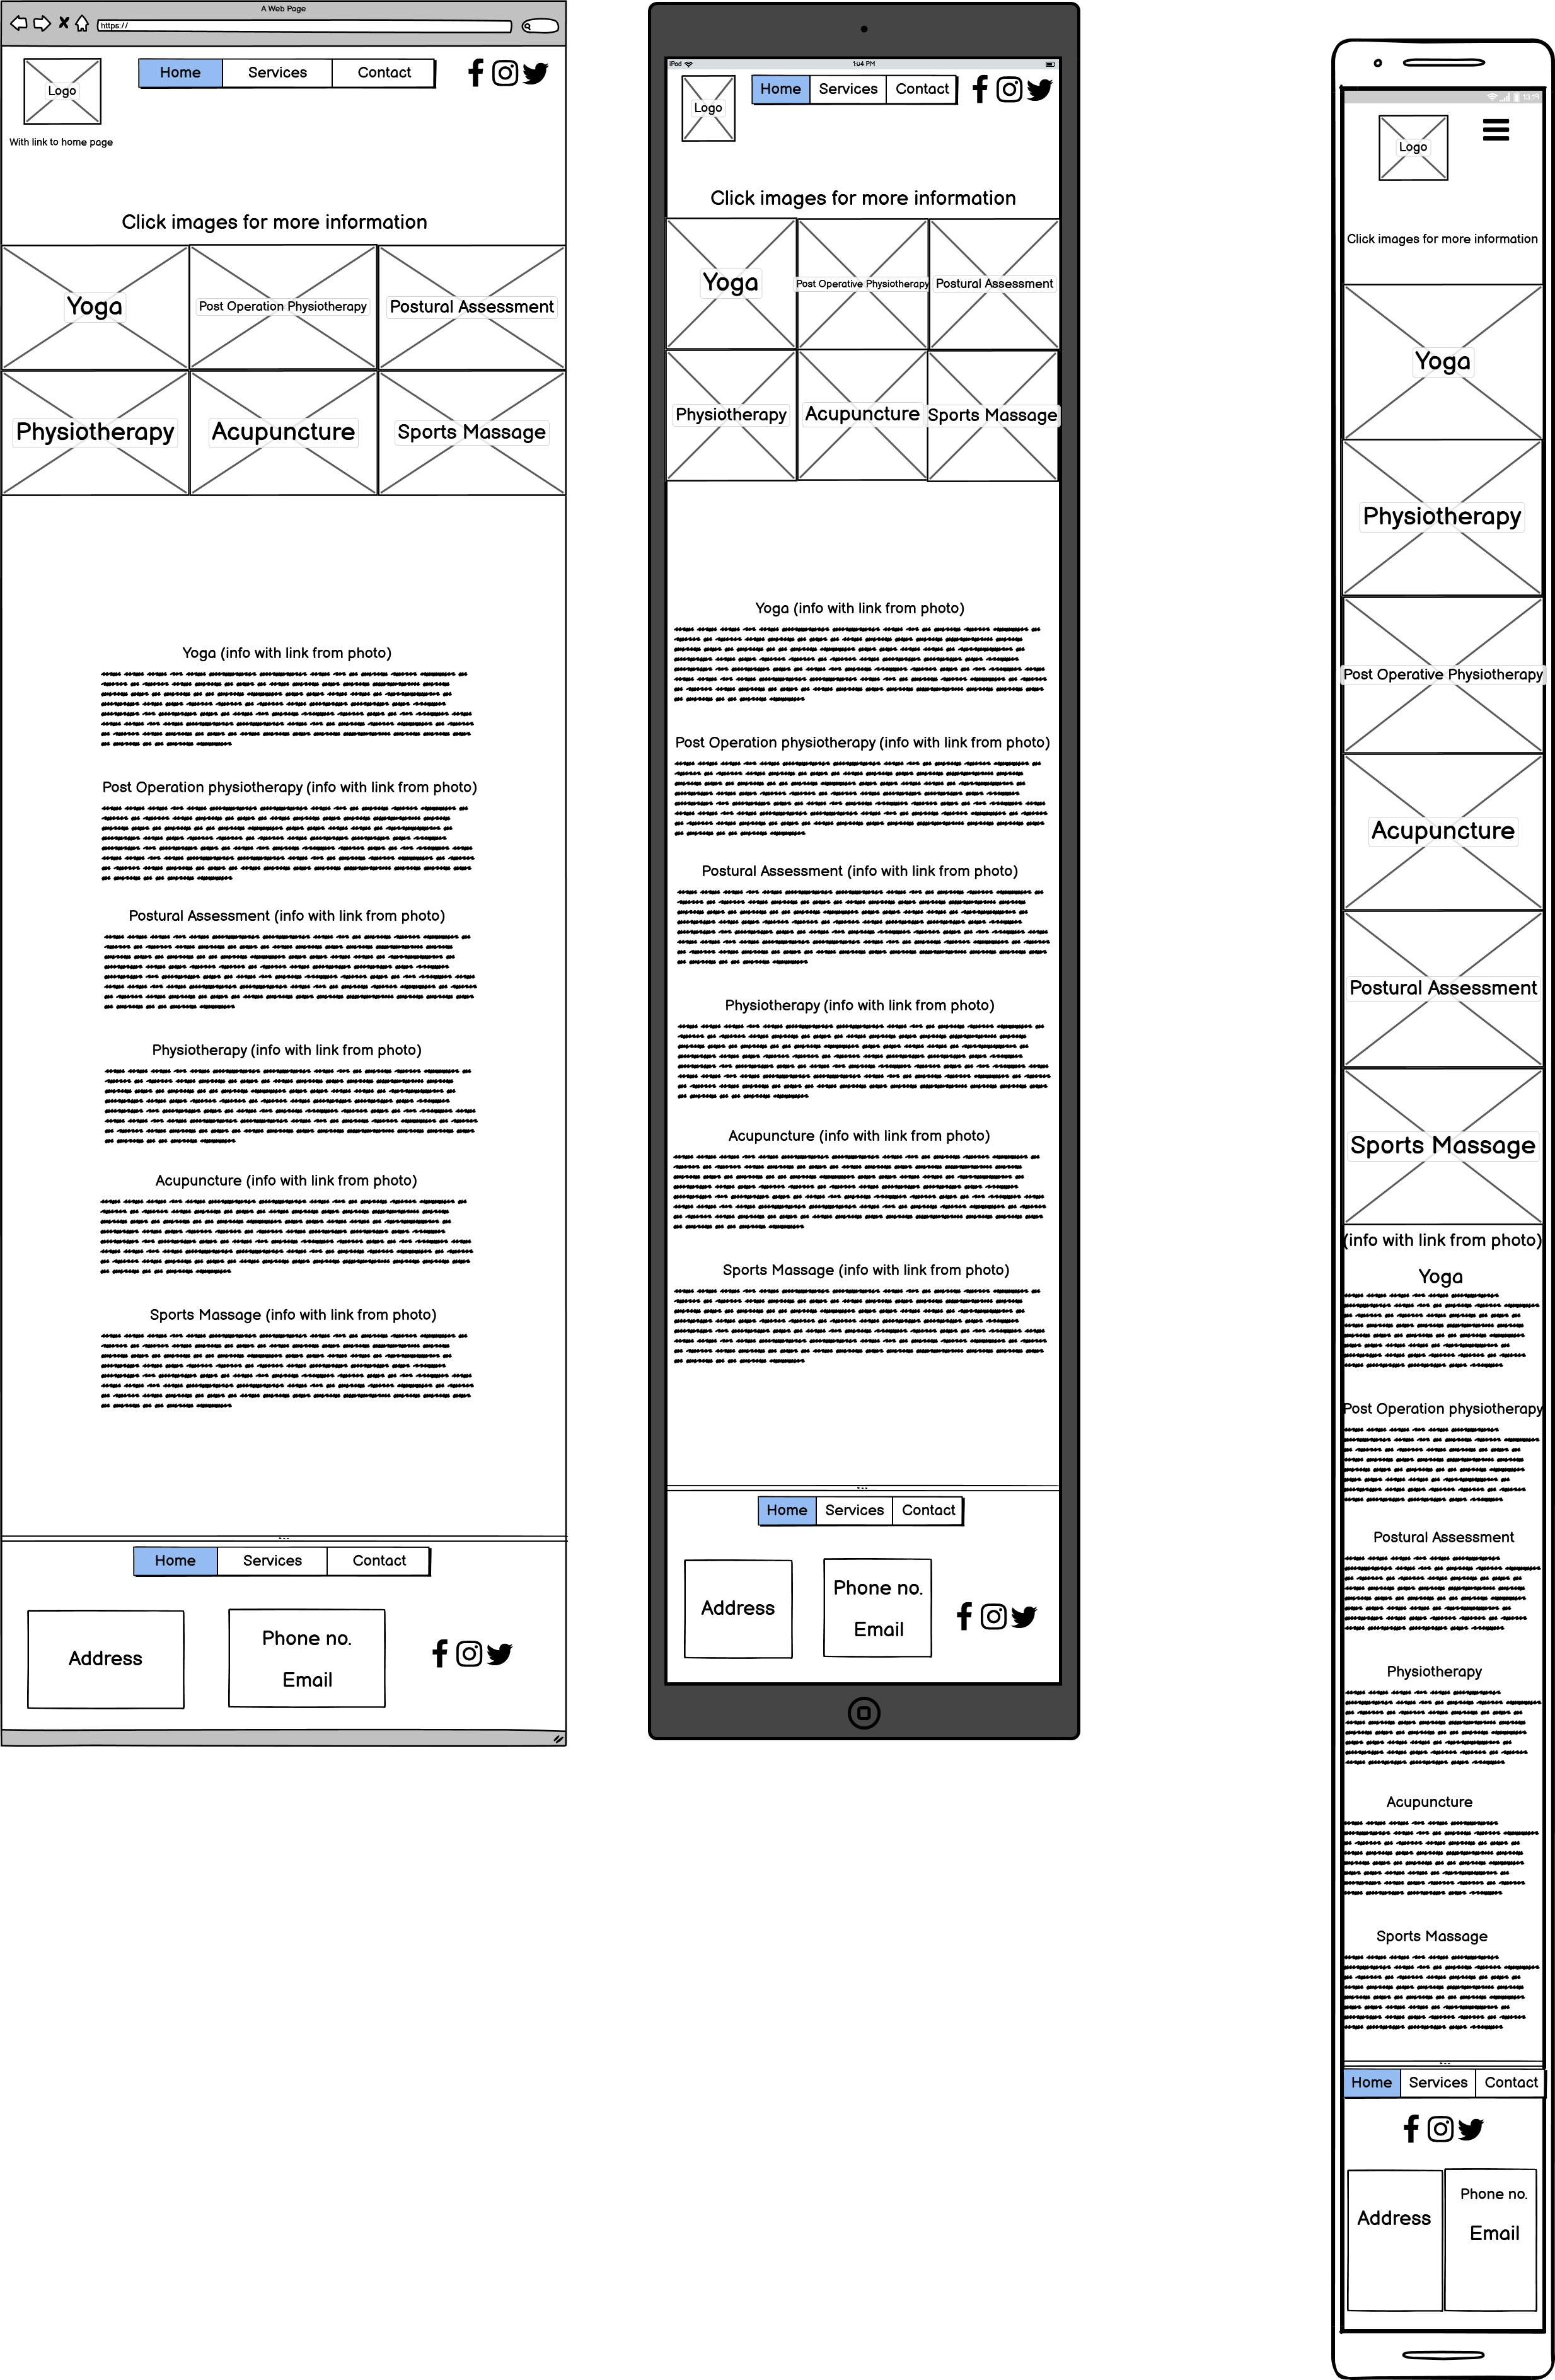 A Web Page
https://
Home Services Contact
Logo
With link to home page
Click images for more information
Yoga Post Operation Physiotherapy Postural Assessment
Physiotherapy Acupuncture Sports Massage
Yoga (info with link from photo)
Post Operation physiotherapy (info with link from photo)
Postural Assessment (info with link from photo)
Physiotherapy (info with link from photo)
Acupuncture (info with link from photo)
Sports Massage (info with link from photo)
Home Services Contact
Address
Phone no.
Email
iPad 1:04 PM
Home Services Contact
Logo
Click images for more information
Yoga Post Operative Physiotherapy Postural Assessment
Physiotherapy Acupuncture Sports Massage
Yoga (info with link from photo)
Post Operation physiotherapy (info with link from photo)
Postural Assessment (info with link from photo)
Physiotherapy (info with link from photo)
Acupuncture (info with link from photo)
Sports Massage (info with link from photo)
Home Services Contact
Address
Phone no.
Email
13:19
Logo
Click images for more information
Yoga
Physiotherapy
Post Operative Physiotherapy
Acupuncture
Postural Assessment
Sports Massage
(info with link from photo)
Yoga
Post Operation physiotherapy
Postural Assessment
Physiotherapy
Acupuncture
Sports Massage
Home Services Contact
Address
Phone no.
Email